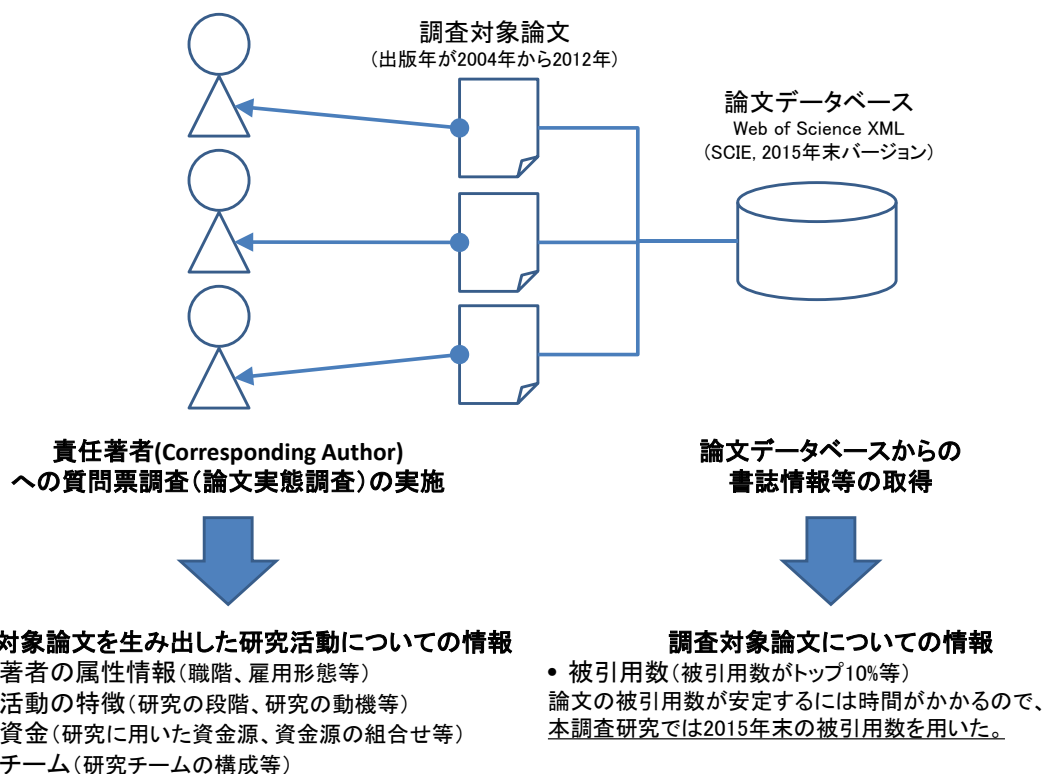 調査対象論文
（出版年が2004年から2012年）
論文データベース
Web of Science XML
（SCIE, 2015年末バージョン）
責任著者(Corresponding Author)
への質問票調査（論文実態調査）の実施
論文データベースからの
書誌情報等の取得
対象論文を生み出した研究活動についての情報
著者の属性情報（職階、雇用形態等）
活動の特徴（研究の段階、研究の動機等）
資金（研究に用いた資金源、資金源の組合せ等）
チーム（研究チームの構成等）
調査対象論文についての情報
• 被引用数（被引用数がトップ10%等）
論文の被引用数が安定するには時間がかかるので、
本調査研究では2015年末の被引用数を用いた。